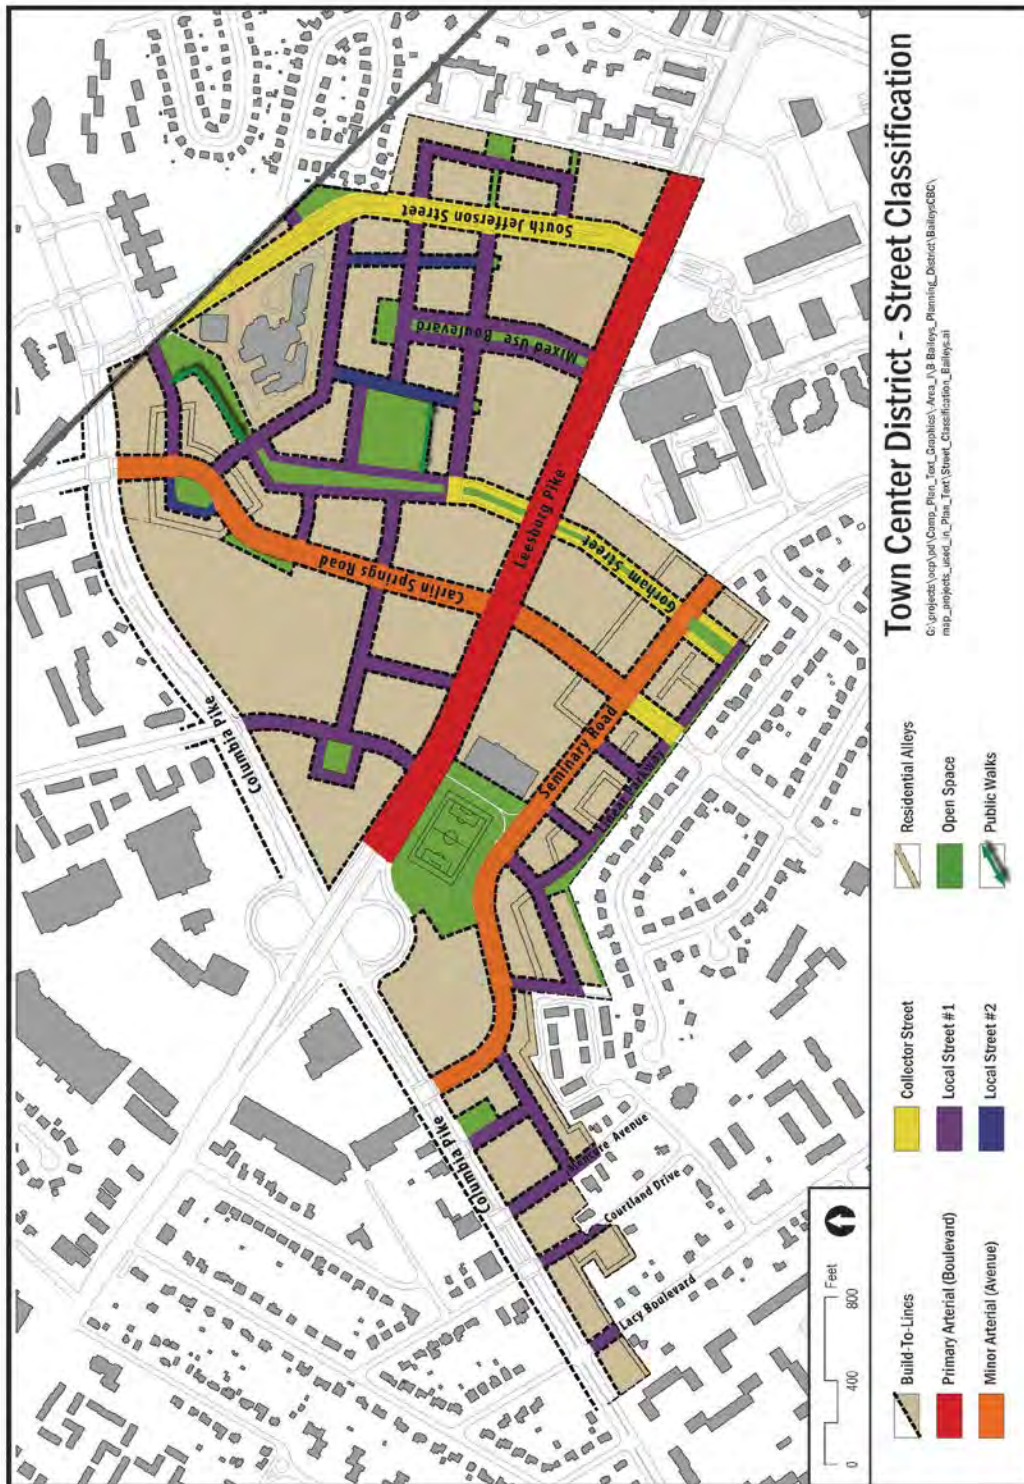 Town Center District - Street Classification
G:\projects\ocp\pd\Comp_Plan_Text_Graphics\Area_I\B Baileys_Planning_District\BaileysCBC\
map_projects_used_in_Plan_Text\Street_Classification_Baileys.ai
Columbia Pike
Columbia Pike
Carlin Springs Road
South Jefferson Street
Mixed Use Boulevard
Leesburg Pike
Gorham Street
Seminary Road
Moncure Avenue
Courtland Drive
Lacy Boulevard
0 400 800
Feet
Build-To-Lines
Primary Arterial (Boulevard)
Minor Arterial (Avenue)
Collector Street
Local Street #1
Local Street #2
Residential Alleys
Open Space
Public Walks